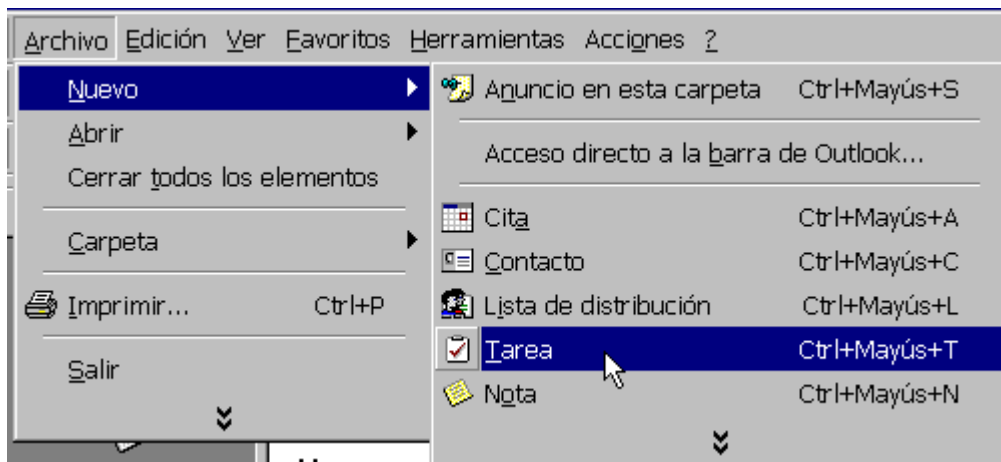 Archivo Edición Ver Favoritos Herramientas Acciones ?
Nuevo
Abrir
Cerrar todos los elementos
Carpeta
Imprimir... Ctrl+P
Salir
Anuncio en esta carpeta Ctrl+Mayús+S
Acceso directo a la barra de Outlook...
Cita Ctrl+Mayús+A
Contacto Ctrl+Mayús+C
Lista de distribución Ctrl+Mayús+L
Tarea Ctrl+Mayús+T
Nota Ctrl+Mayús+N